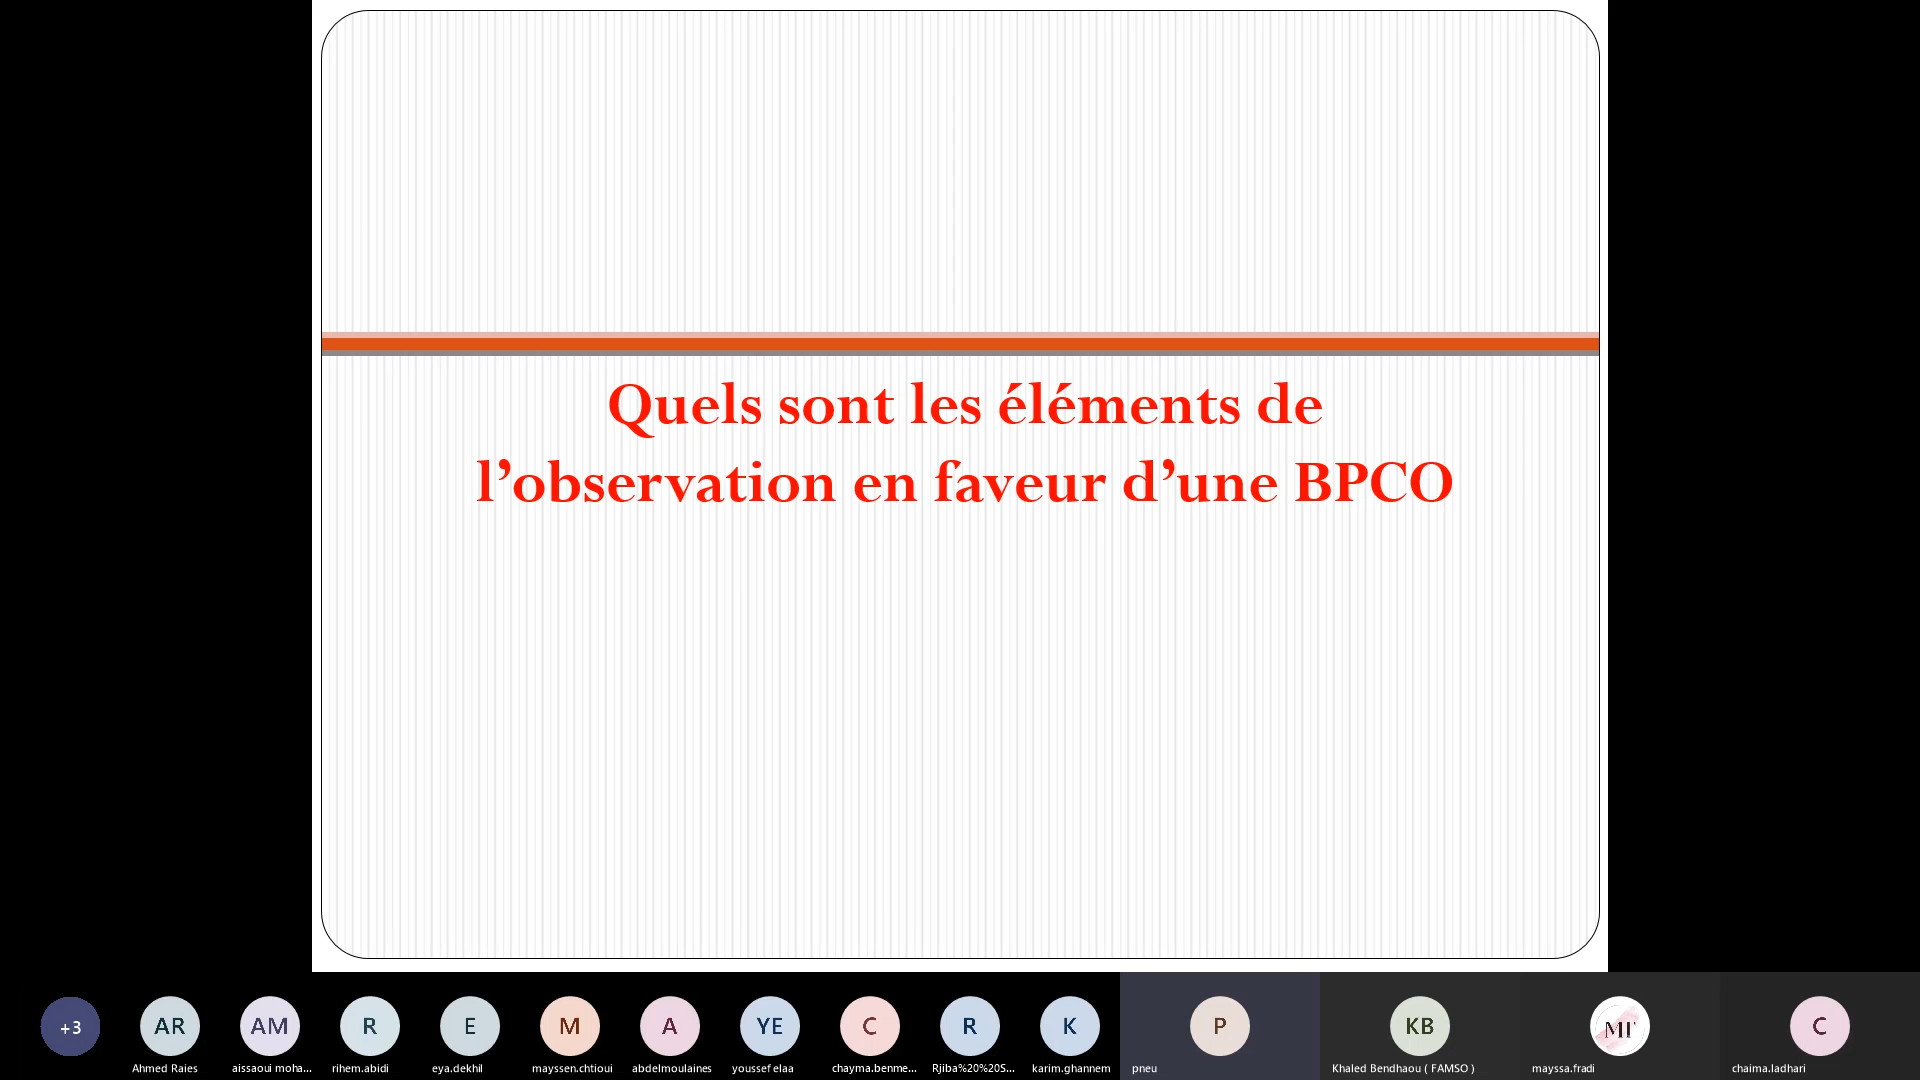 Quels sont les éléments de
l’observation en faveur d’une BPCO
+3
AR
AM
R
E
M
A
YE
C
R
K
P
KB
MF
C
Ahmed Raies
aissaoui moha...
rihem.abidi
eya.dekhil
mayssen.chtioui
abdelmoulaines
youssef elaa
chayma.benme...
Rjiba%20%20S...
karim.ghannem
pneu
Khaled Bendhaou ( FAMSO )
mayssa.fradi
chaima.ladhari